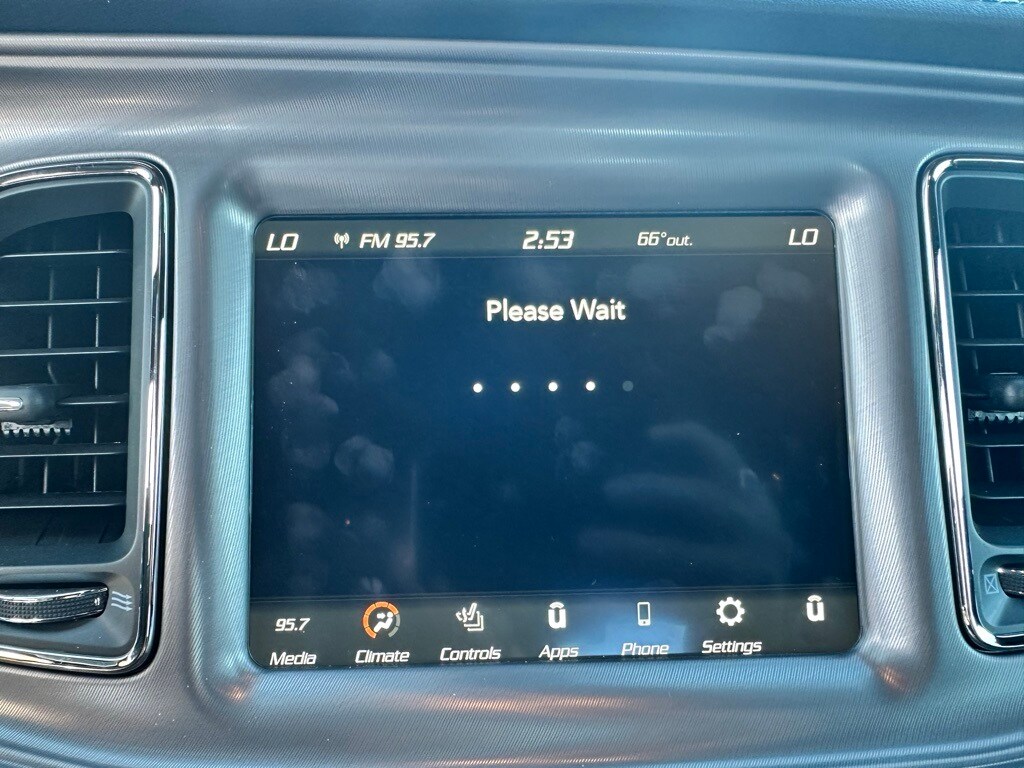 LO FM 95.7 2:53 66° out. LO
Please Wait
95.7
Media Climate Controls Apps Phone Settings